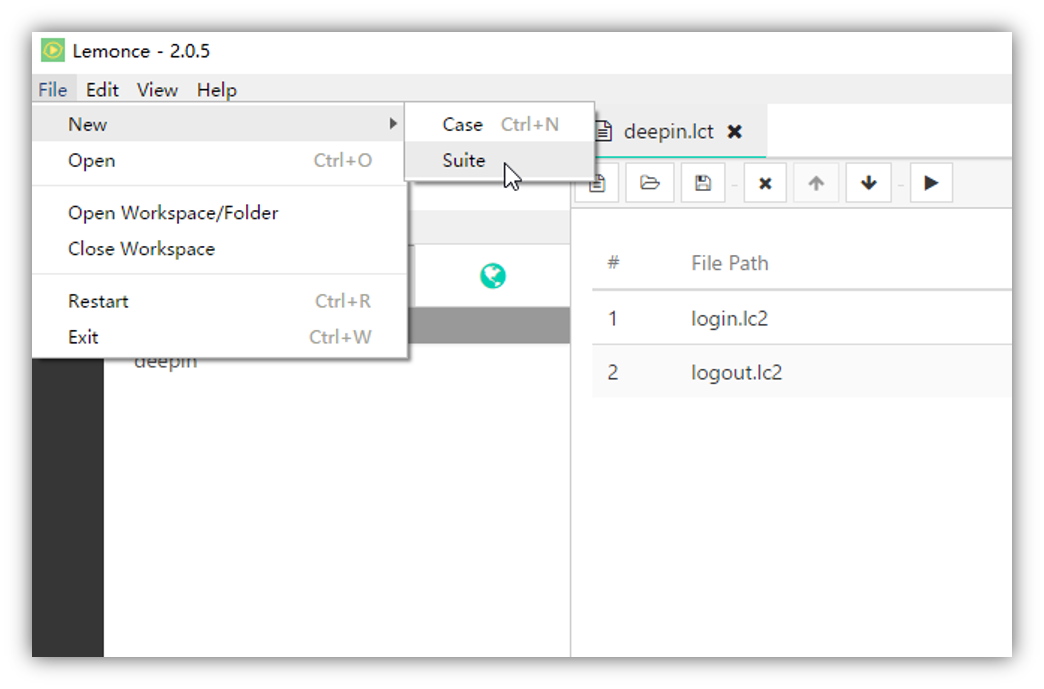 Lemonce - 2.0.5
File Edit View Help
New
Case Ctrl+N
deepin.lct
Open Ctrl+O
Suite
Open Workspace/Folder
Close Workspace
# File Path
Restart Ctrl+R
1 login.lc2
Exit Ctrl+W
deepin
2 logout.lc2